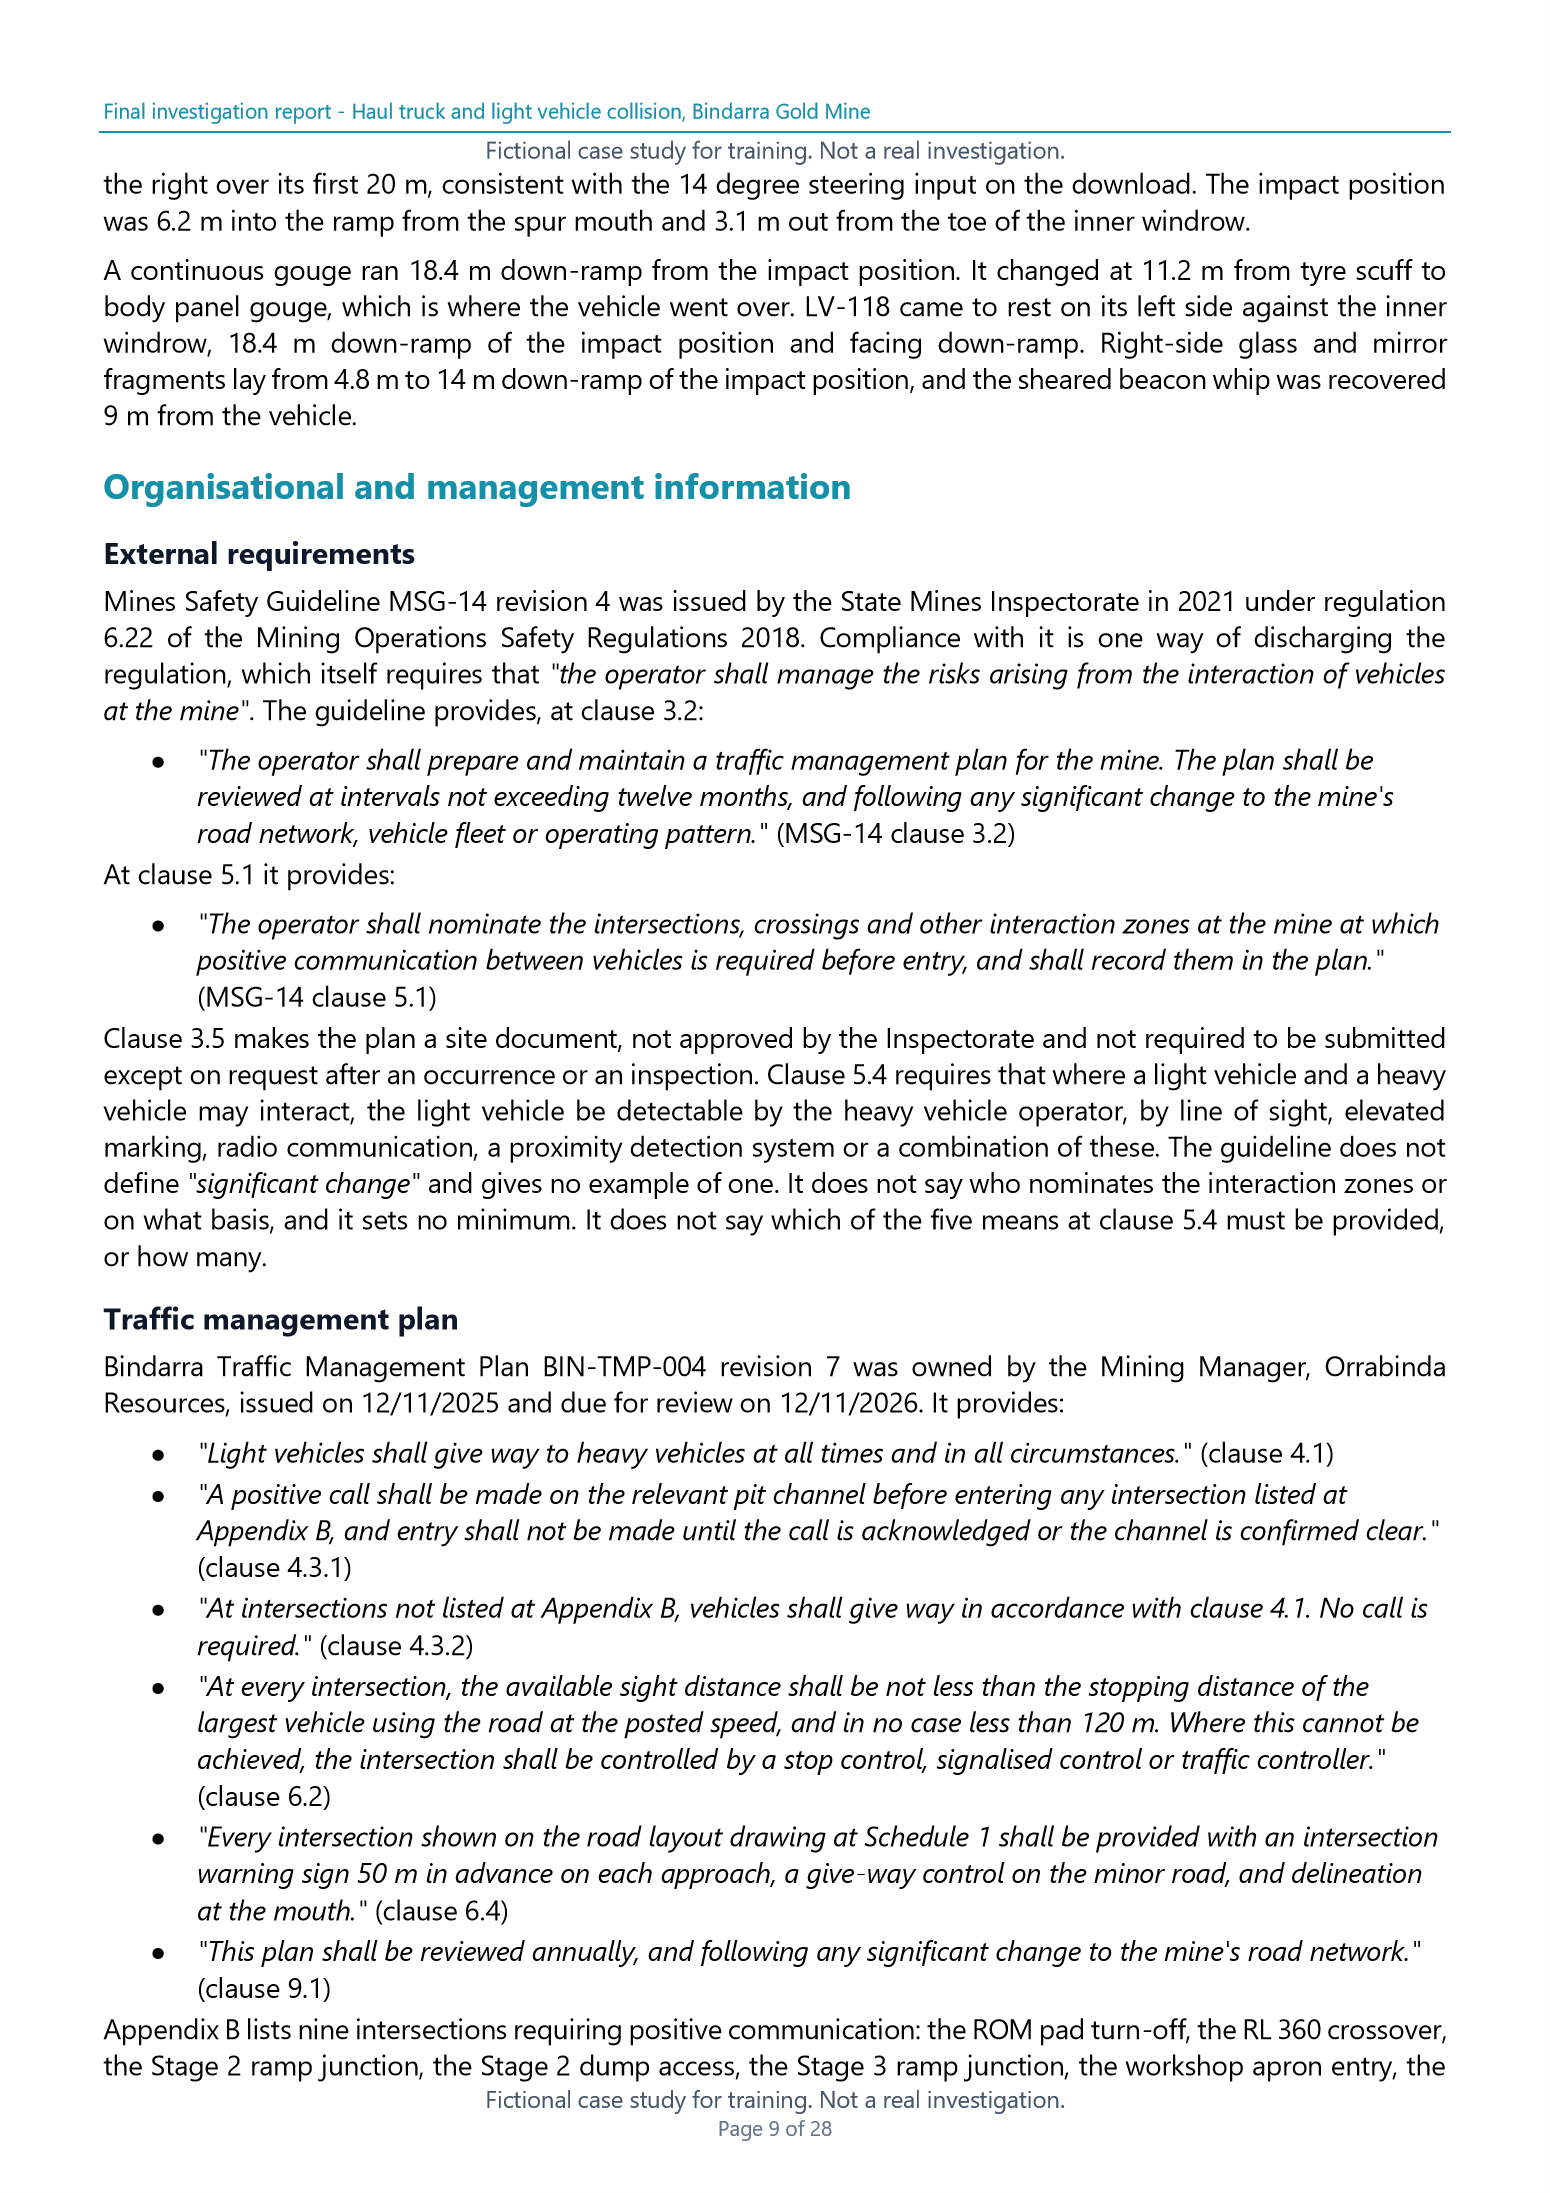 Final investigation report - Haul truck and light vehicle collision, Bindarra Gold Mine
Fictional case study for training. Not a real investigation.
the right over its first 20 m, consistent with the 14 degree steering input on the download. The impact position
was 6.2 m into the ramp from the spur mouth and 3.1 m out from the toe of the inner windrow.
A continuous gouge ran 18.4 m down-ramp from the impact position. It changed at 11.2 m from tyre scuff to
body panel gouge, which is where the vehicle went over. LV-118 came to rest on its left side against the inner
windrow, 18.4 m down-ramp of the impact position and facing down-ramp. Right-side glass and mirror
fragments lay from 4.8 m to 14 m down-ramp of the impact position, and the sheared beacon whip was recovered
9 m from the vehicle.
Organisational and management information
External requirements
Mines Safety Guideline MSG-14 revision 4 was issued by the State Mines Inspectorate in 2021 under regulation
6.22 of the Mining Operations Safety Regulations 2018. Compliance with it is one way of discharging the
regulation, which itself requires that "the operator shall manage the risks arising from the interaction of vehicles
at the mine". The guideline provides, at clause 3.2:
● "The operator shall prepare and maintain a traffic management plan for the mine. The plan shall be
reviewed at intervals not exceeding twelve months, and following any significant change to the mine's
road network, vehicle fleet or operating pattern." (MSG-14 clause 3.2)
At clause 5.1 it provides:
● "The operator shall nominate the intersections, crossings and other interaction zones at the mine at which
positive communication between vehicles is required before entry, and shall record them in the plan."
(MSG-14 clause 5.1)
Clause 3.5 makes the plan a site document, not approved by the Inspectorate and not required to be submitted
except on request after an occurrence or an inspection. Clause 5.4 requires that where a light vehicle and a heavy
vehicle may interact, the light vehicle be detectable by the heavy vehicle operator, by line of sight, elevated
marking, radio communication, a proximity detection system or a combination of these. The guideline does not
define "significant change" and gives no example of one. It does not say who nominates the interaction zones or
on what basis, and it sets no minimum. It does not say which of the five means at clause 5.4 must be provided,
or how many.
Traffic management plan
Bindarra Traffic Management Plan BIN-TMP-004 revision 7 was owned by the Mining Manager, Orrabinda
Resources, issued on 12/11/2025 and due for review on 12/11/2026. It provides:
● "Light vehicles shall give way to heavy vehicles at all times and in all circumstances." (clause 4.1)
● "A positive call shall be made on the relevant pit channel before entering any intersection listed at
Appendix B, and entry shall not be made until the call is acknowledged or the channel is confirmed clear."
(clause 4.3.1)
● "At intersections not listed at Appendix B, vehicles shall give way in accordance with clause 4.1. No call is
required." (clause 4.3.2)
● "At every intersection, the available sight distance shall be not less than the stopping distance of the
largest vehicle using the road at the posted speed, and in no case less than 120 m. Where this cannot be
achieved, the intersection shall be controlled by a stop control, signalised control or traffic controller."
(clause 6.2)
● "Every intersection shown on the road layout drawing at Schedule 1 shall be provided with an intersection
warning sign 50 m in advance on each approach, a give-way control on the minor road, and delineation
at the mouth." (clause 6.4)
● "This plan shall be reviewed annually, and following any significant change to the mine's road network."
(clause 9.1)
Appendix B lists nine intersections requiring positive communication: the ROM pad turn-off, the RL 360 crossover,
the Stage 2 ramp junction, the Stage 2 dump access, the Stage 3 ramp junction, the workshop apron entry, the
Fictional case study for training. Not a real investigation.
Page 9 of 28